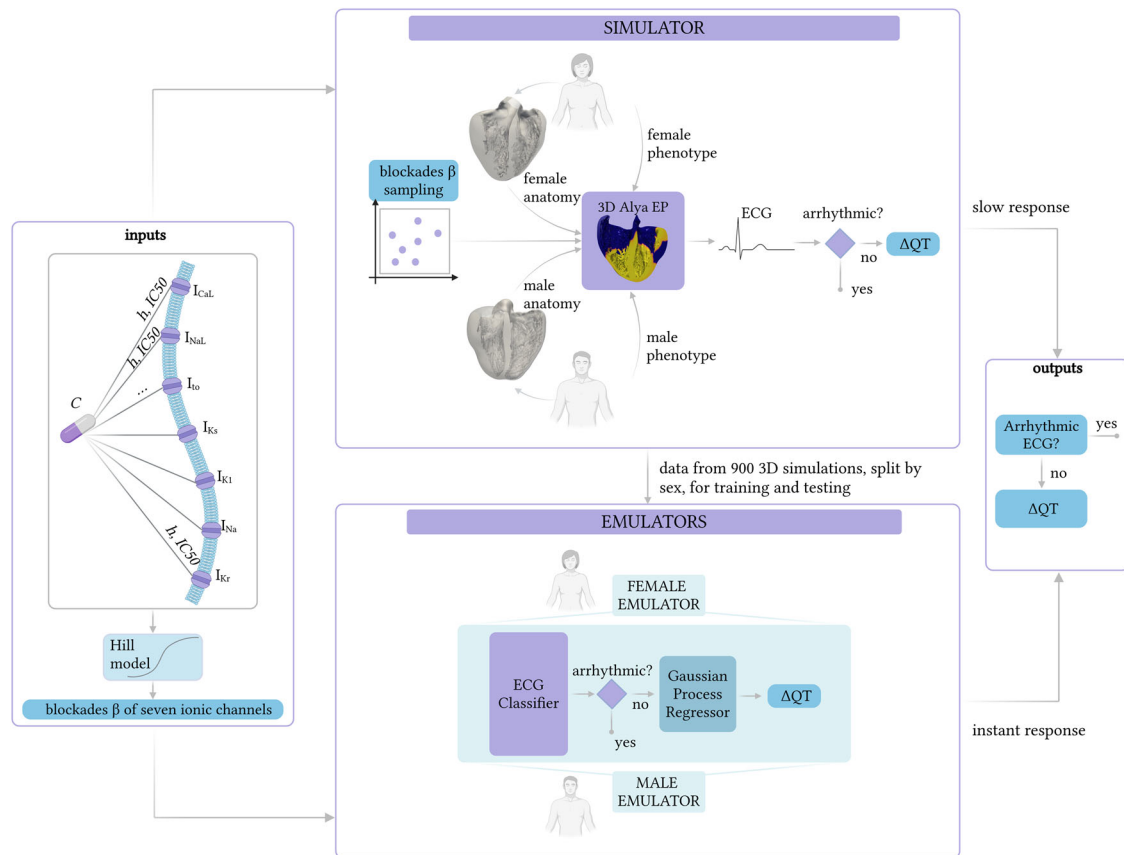 SIMULATOR
female
phenotype
blockades β
sampling
female
anatomy
3D Alya EP
ECG
arrhythmic?
no
ΔQT
yes
male
anatomy
male
phenotype
slow response
inputs
h, IC50
I_CaL
h, IC50
I_NaL
...
I_to
C
I_Ks
I_K1
I_Na
h, IC50
I_Kr
Hill
model
blockades β of seven ionic channels
data from 900 3D simulations, split by
sex, for training and testing
EMULATORS
FEMALE
EMULATOR
ECG
Classifier
arrhythmic?
no
yes
Gaussian
Process
Regressor
ΔQT
MALE
EMULATOR
outputs
Arrhythmic
ECG?
yes
no
ΔQT
instant response